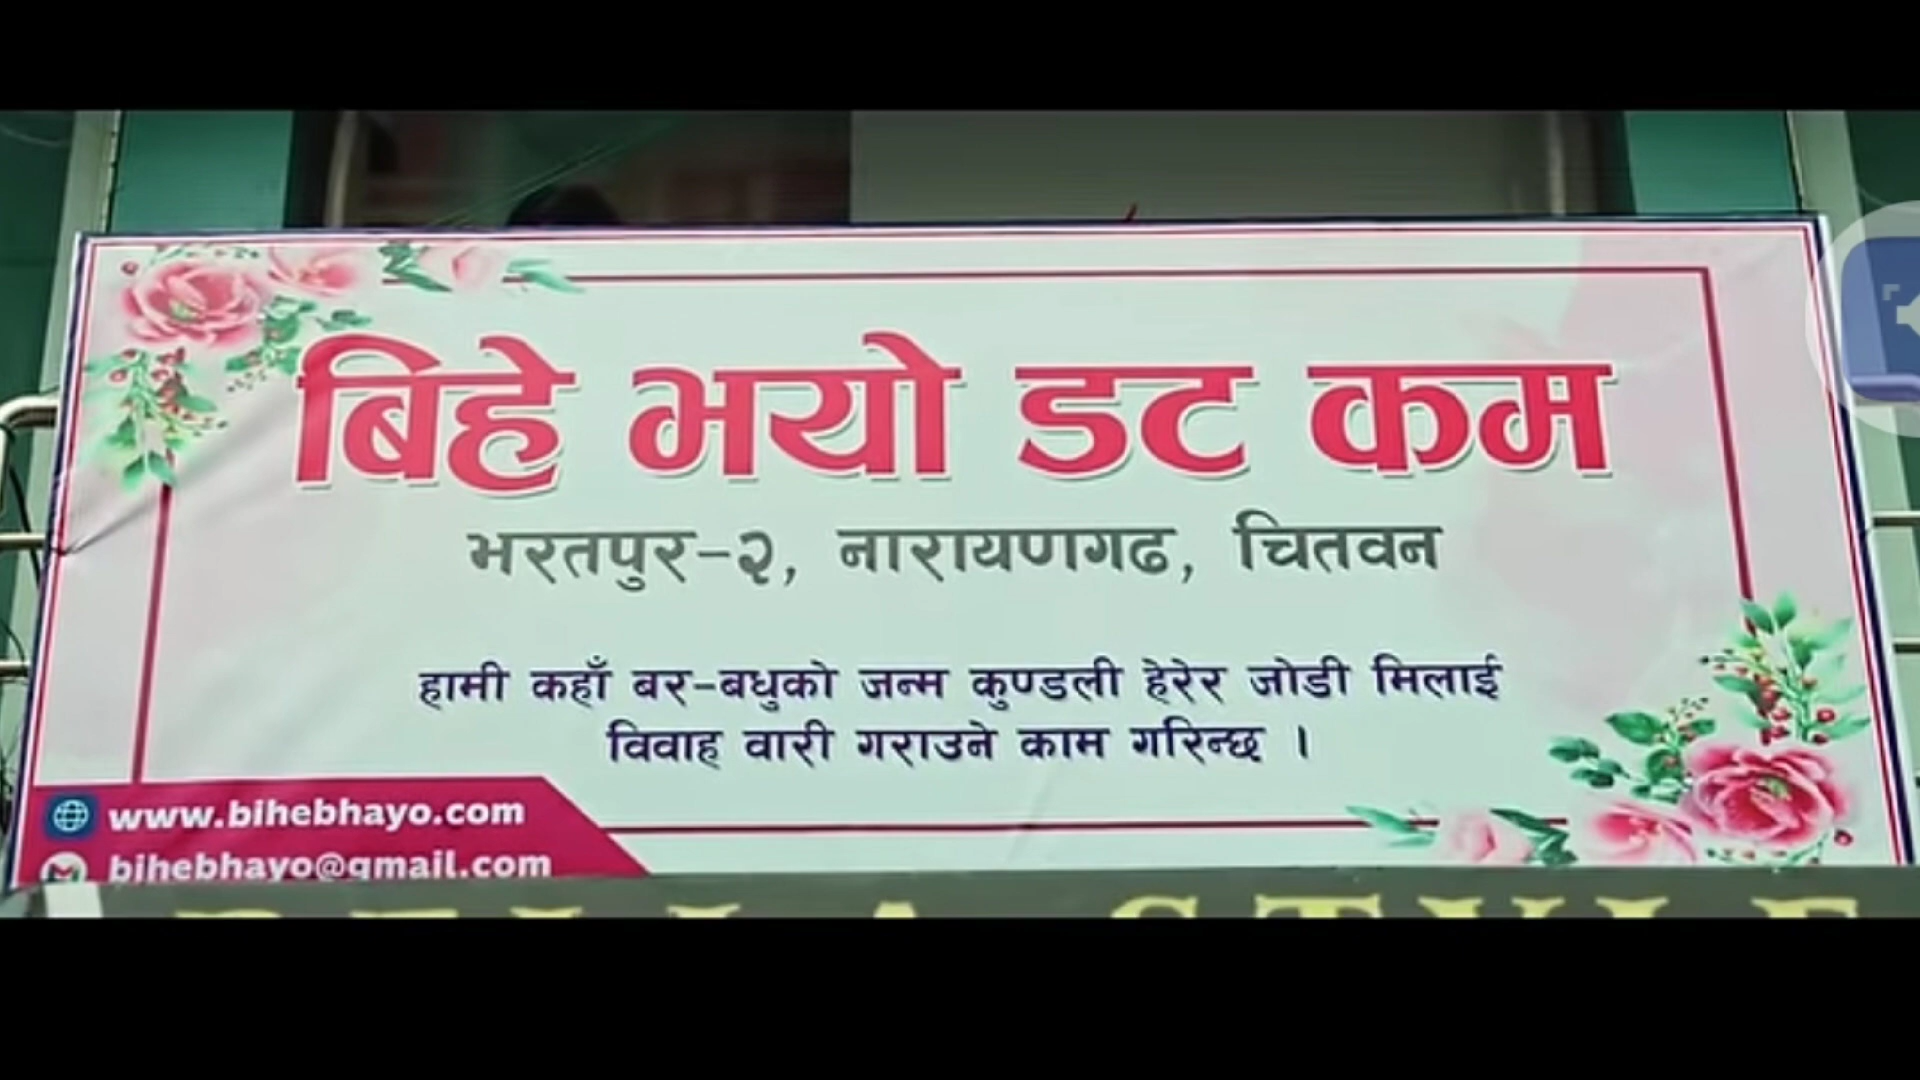 बिहे भयो डट कम
भरतपुर-२, नारायणगढ, चितवन
हामी कहाँ बर-बधुको जन्म कुण्डली हेरेर जोडी मिलाई
विवाह वारी गराउने काम गरिन्छ ।
www.bihebhayo.com
bihebhayo@gmail.com